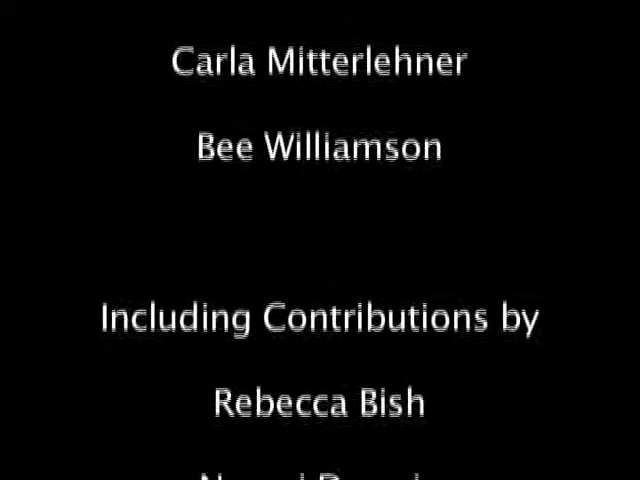 Carla Mitterlehner
Bee Williamson
Including Contributions by
Rebecca Bish